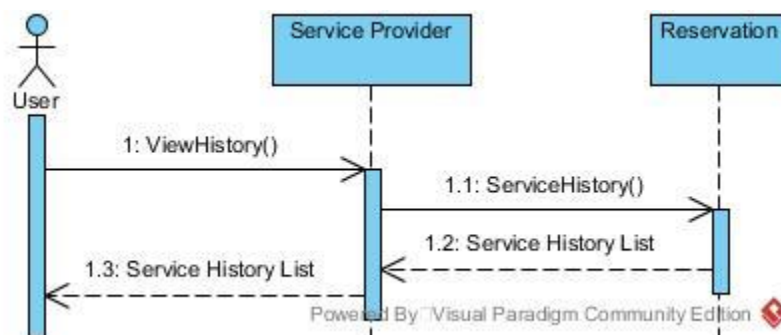 Service Provider
Reservation
User
1: ViewHistory()
1.1: ServiceHistory()
1.2: Service History List
1.3: Service History List
Powered By Visual Paradigm Community Edition